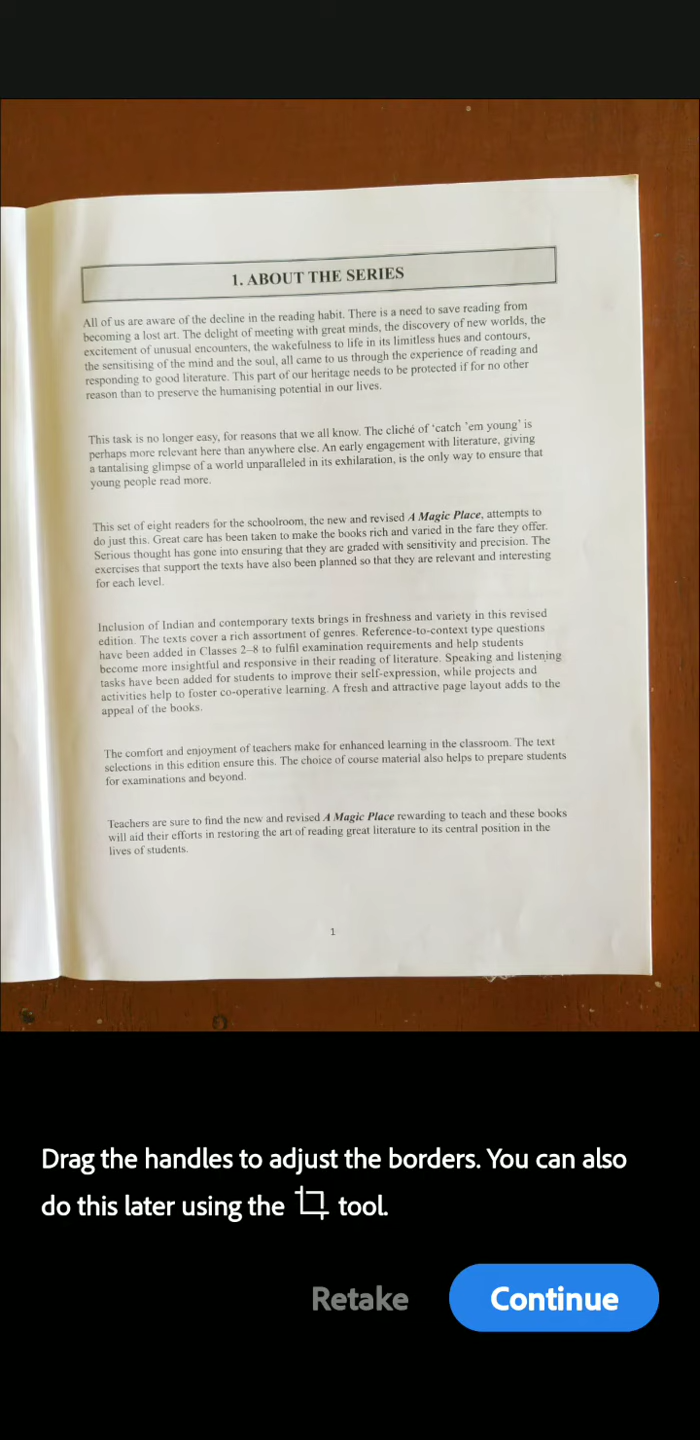 1. ABOUT THE SERIES
All of us are aware of the decline in the reading habit. There is a need to save reading from
becoming a lost art. The delight of meeting with great minds, the discovery of new worlds, the
excitement of unusual encounters, the wakefulness to life in its limitless hues and contours,
the sensitising of the mind and the soul, all came to us through the experience of reading and
responding to good literature. This part of our heritage needs to be protected if for no other
reason than to preserve the humanising potential in our lives.
This task is no longer easy, for reasons that we all know. The cliché of ‘catch ’em young’ is
perhaps more relevant here than anywhere else. An early engagement with literature, giving
a tantalising glimpse of a world unparalleled in its exhilaration, is the only way to ensure that
young people read more.
This set of eight readers for the schoolroom, the new and revised A Magic Place, attempts to
do just this. Great care has been taken to make the books rich and varied in the fare they offer.
Serious thought has gone into ensuring that they are graded with sensitivity and precision. The
exercises that support the texts have also been planned so that they are relevant and interesting
for each level.
Inclusion of Indian and contemporary texts brings in freshness and variety in this revised
edition. The texts cover a rich assortment of genres. Reference-to-context type questions
have been added in Classes 2–8 to fulfil examination requirements and help students
become more insightful and responsive in their reading of literature. Speaking and listening
tasks have been added for students to improve their self-expression, while projects and
activities help to foster co-operative learning. A fresh and attractive page layout adds to the
appeal of the books.
The comfort and enjoyment of teachers make for enhanced learning in the classroom. The text
selections in this edition ensure this. The choice of course material also helps to prepare students
for examinations and beyond.
Teachers are sure to find the new and revised A Magic Place rewarding to teach and these books
will aid their efforts in restoring the art of reading great literature to its central position in the
lives of students.
1
Drag the handles to adjust the borders. You can also
do this later using the tool.
Retake Continue